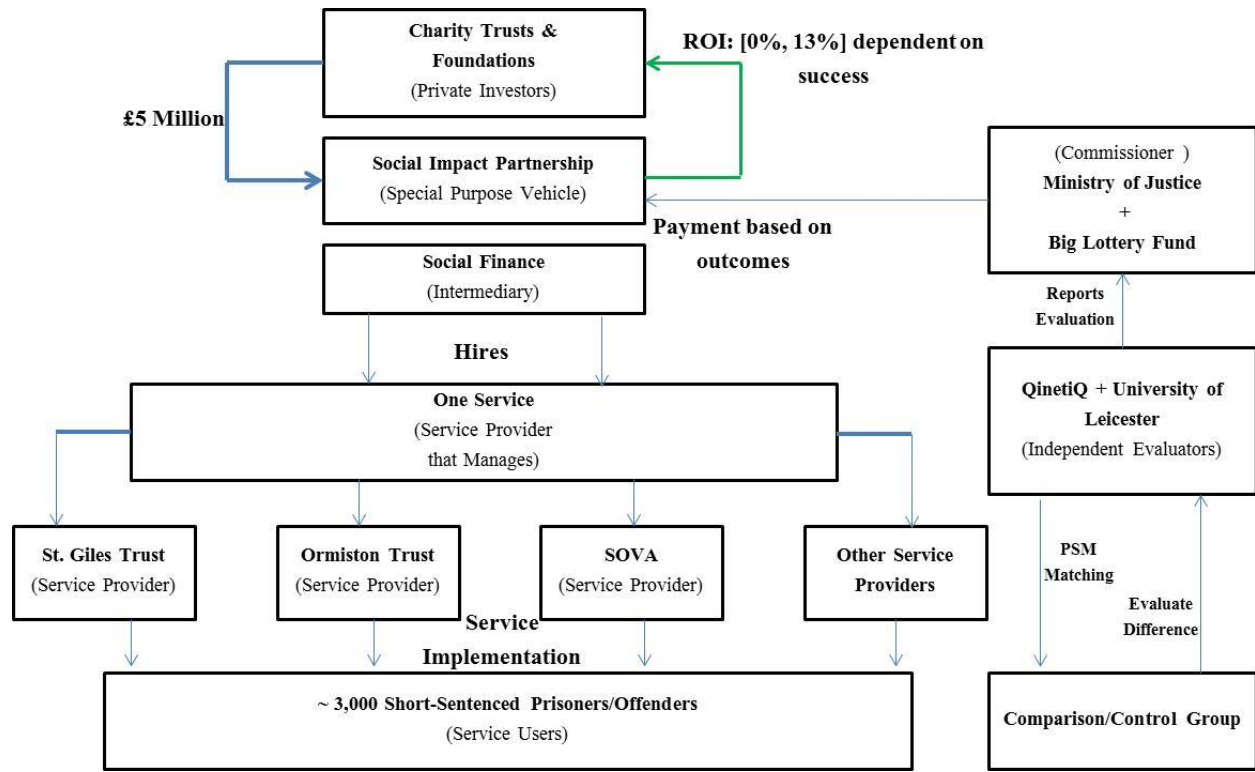 Charity Trusts &
Foundations
(Private Investors)
ROI: [0%, 13%] dependent on
success
£5 Million
Social Impact Partnership
(Special Purpose Vehicle)
(Commissioner )
Ministry of Justice
+
Big Lottery Fund
Payment based on
outcomes
Social Finance
(Intermediary)
Reports
Evaluation
Hires
One Service
(Service Provider
that Manages)
QinetiQ + University of
Leicester
(Independent Evaluators)
St. Giles Trust
(Service Provider)
Ormiston Trust
(Service Provider)
SOVA
(Service Provider)
Other Service
Providers
PSM
Matching
Evaluate
Difference
Service
Implementation
~ 3,000 Short-Sentenced Prisoners/Offenders
(Service Users)
Comparison/Control Group